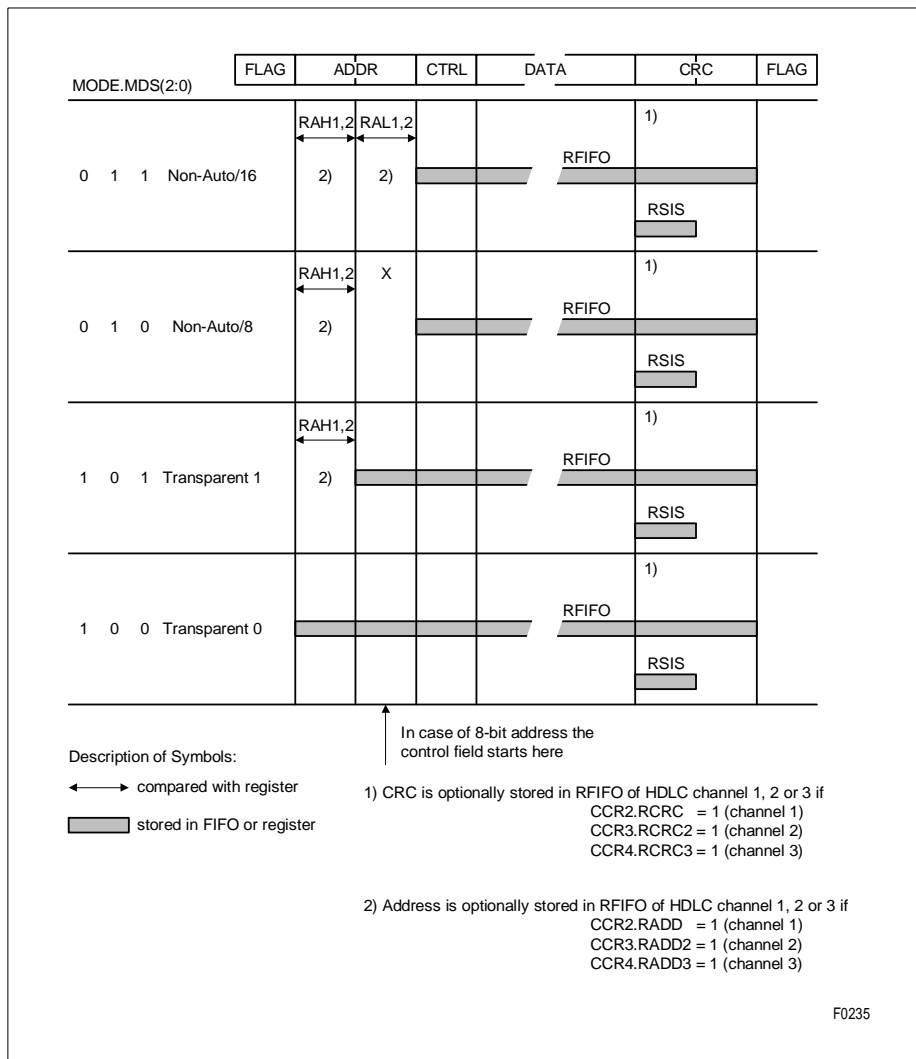 FLAG ADDR CTRL DATA CRC FLAG
MODE.MDS(2:0)
RAH1,2 RAL1,2 1)
RFIFO
0 1 1 Non-Auto/16 2) 2)
RSIS
RAH1,2 X 1)
RFIFO
0 1 0 Non-Auto/8 2)
RSIS
RAH1,2 1)
RFIFO
1 0 1 Transparent 1 2)
RSIS
1)
RFIFO
1 0 0 Transparent 0
RSIS
In case of 8-bit address the
control field starts here
Description of Symbols:
compared with register
stored in FIFO or register
1) CRC is optionally stored in RFIFO of HDLC channel 1, 2 or 3 if
CCR2.RCRC = 1 (channel 1)
CCR3.RCRC2 = 1 (channel 2)
CCR4.RCRC3 = 1 (channel 3)
2) Address is optionally stored in RFIFO of HDLC channel 1, 2 or 3 if
CCR2.RADD = 1 (channel 1)
CCR3.RADD2 = 1 (channel 2)
CCR4.RADD3 = 1 (channel 3)
F0235